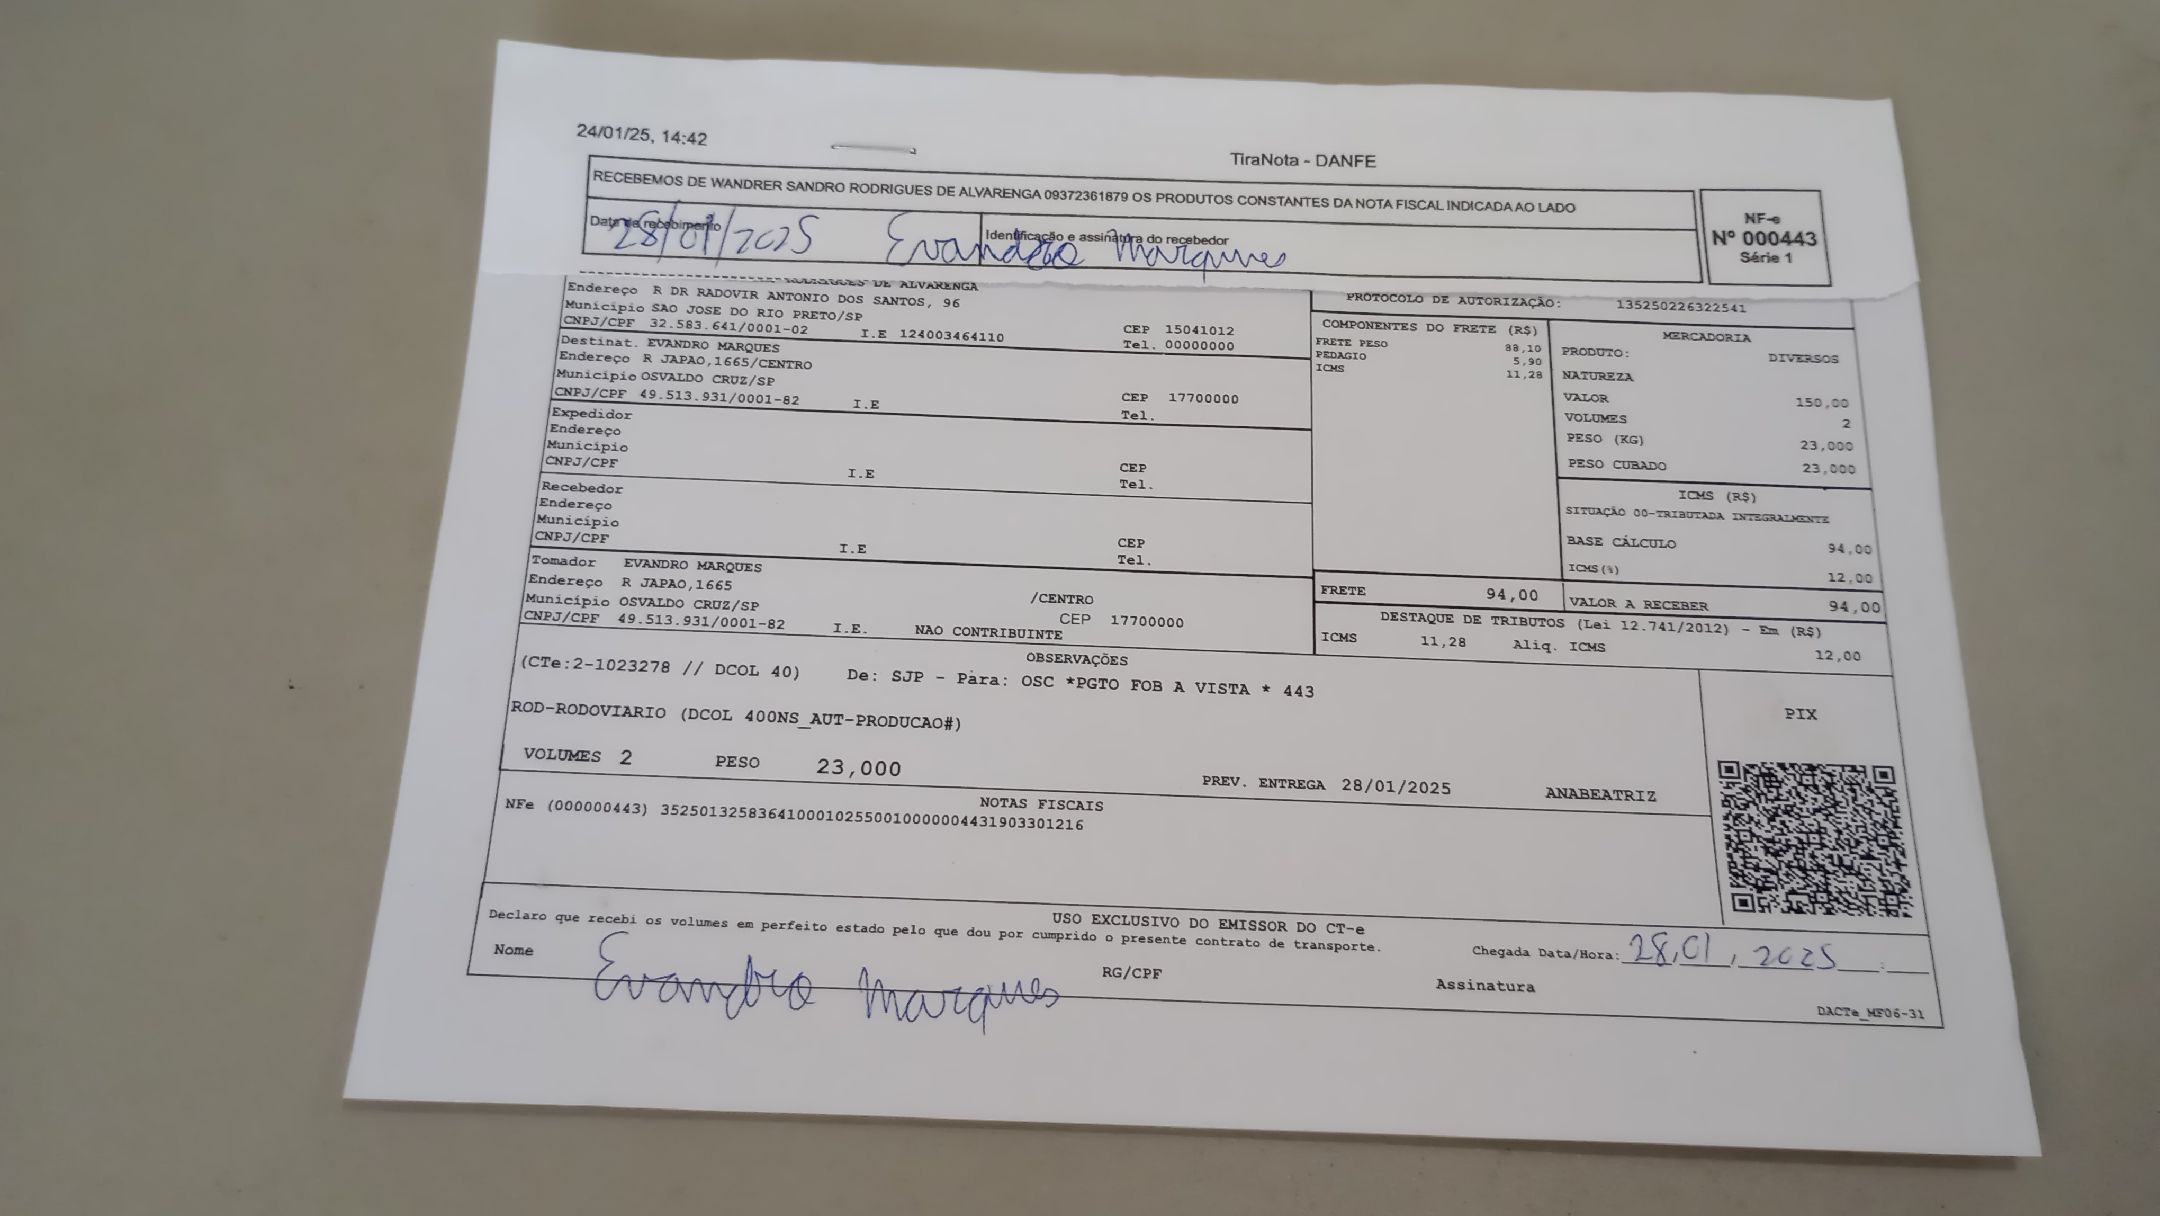 24/01/25, 14:42
TiraNota - DANFE
RECEBEMOS DE WANDRER SANDRO RODRIGUES DE ALVARENGA 09372361879 OS PRODUTOS CONSTANTES DA NOTA FISCAL INDICADA AO LADO
NF-e
Nº 000443
Série 1
Data de recebimento
28/01/2025
Identificação e assinatura do recebedor
Evandro Marques
RODRIGUES DE ALVARENGA
Endereço R DR RADOVIR ANTONIO DOS SANTOS, 96
Município SAO JOSE DO RIO PRETO/SP
CEP 15041012
CNPJ/CPF 32.583.641/0001-02 I.E 124003464110 Tel. 00000000
Destinat. EVANDRO MARQUES
Endereço R JAPAO,1665/CENTRO
Município OSVALDO CRUZ/SP
CEP 17700000
CNPJ/CPF 49.513.931/0001-82 I.E Tel.
Expedidor
Endereço
Município
CEP
CNPJ/CPF I.E Tel.
Recebedor
Endereço
Município
CEP
CNPJ/CPF I.E Tel.
Tomador EVANDRO MARQUES
Endereço R JAPAO,1665 /CENTRO
Município OSVALDO CRUZ/SP CEP 17700000
CNPJ/CPF 49.513.931/0001-82 I.E. NAO CONTRIBUINTE
PROTOCOLO DE AUTORIZAÇÃO: 135250226322541
COMPONENTES DO FRETE (R$)
FRETE PESO 88,10
PEDAGIO 5,90
ICMS 11,28
MERCADORIA
PRODUTO: DIVERSOS
NATUREZA
VALOR 150,00
VOLUMES 2
PESO (KG) 23,000
PESO CUBADO 23,000
ICMS (R$)
SITUAÇÃO 00-TRIBUTADA INTEGRALMENTE
BASE CÁLCULO 94,00
ICMS(%) 12,00
FRETE 94,00 VALOR A RECEBER 94,00
DESTAQUE DE TRIBUTOS (Lei 12.741/2012) - Em (R$)
ICMS 11,28 Aliq. ICMS 12,00
OBSERVAÇÕES
(CTe:2-1023278 // DCOL 40) De: SJP - Para: OSC *PGTO FOB A VISTA * 443
ROD-RODOVIARIO (DCOL 400NS_AUT-PRODUCAO#)
VOLUMES 2 PESO 23,000 PREV. ENTREGA 28/01/2025 ANABEATRIZ
PIX
NOTAS FISCAIS
NFe (000000443) 35250132583641000102550010000004431903301216
USO EXCLUSIVO DO EMISSOR DO CT-e
Declaro que recebi os volumes em perfeito estado pelo que dou por cumprido o presente contrato de transporte.
Chegada Data/Hora: 28,01, 2025 :
Nome Evandro Marques RG/CPF Assinatura
DACTe_MF06-31